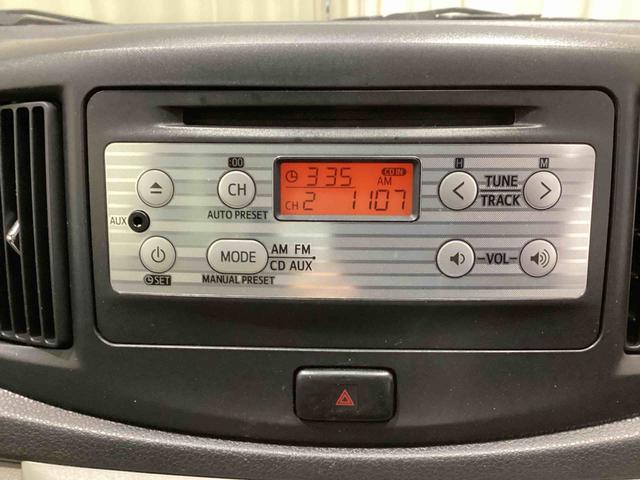 :00
CH
AUTO PRESET
3:35
CD IN
AM
CH 2
1107
H
M
TUNE
TRACK
AUX
MODE
AM FM
CD AUX
MANUAL PRESET
SET
VOL